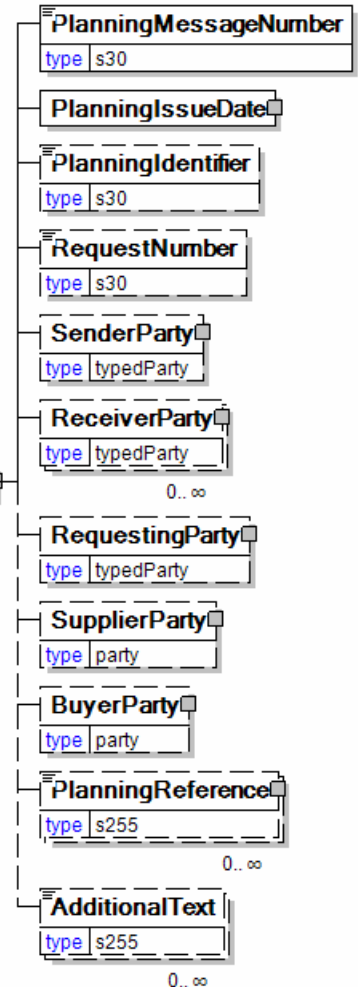 PlanningMessageNumber
type s30
PlanningIssueDate
PlanningIdentifier
type s30
RequestNumber
type s30
SenderParty
type typedParty
ReceiverParty
type typedParty
0.. ∞
RequestingParty
type typedParty
SupplierParty
type party
BuyerParty
type party
PlanningReference
type s255
0.. ∞
AdditionalText
type s255
0.. ∞